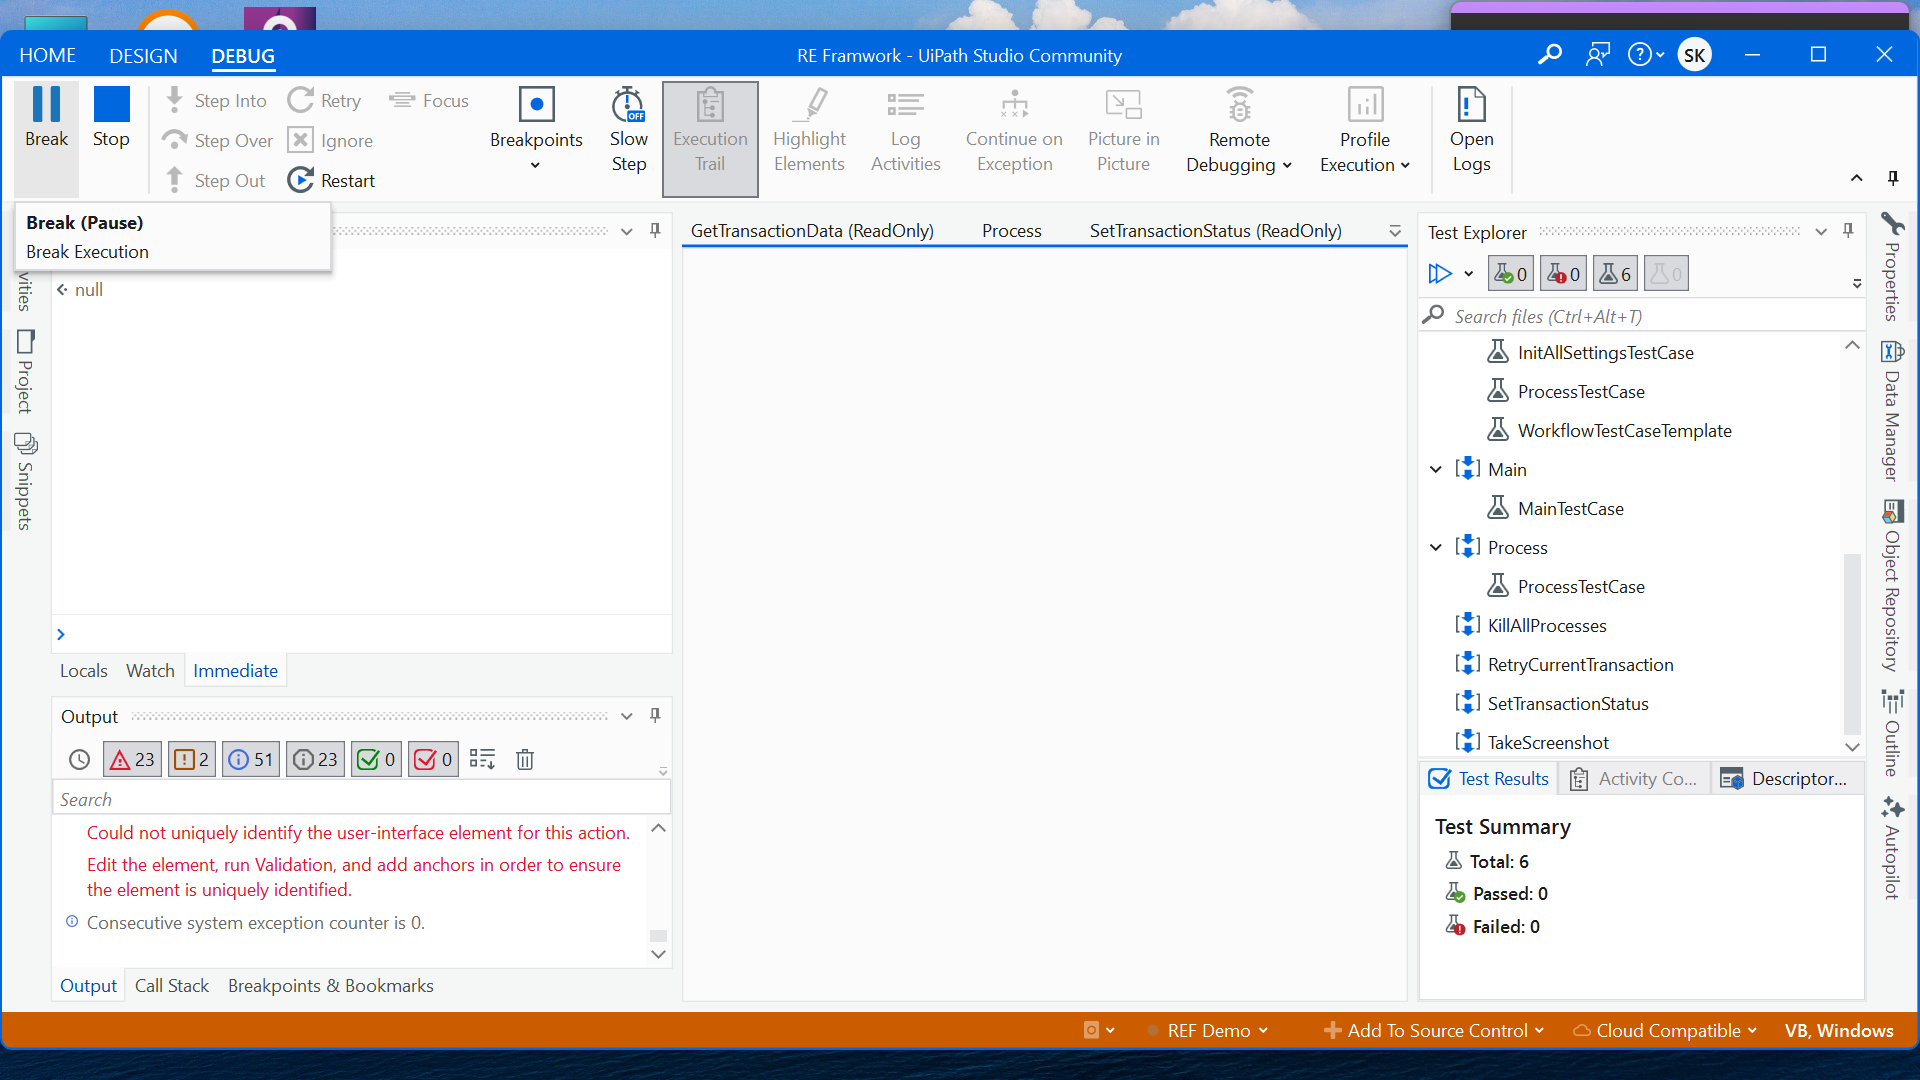 HOME
DESIGN
DEBUG
RE Framwork - UiPath Studio Community
SK
Break
Stop
Step Into
Step Over
Step Out
Retry
Ignore
Restart
Focus
Breakpoints
Slow
Step
OFF
Execution
Trail
Highlight
Elements
Log
Activities
Continue on
Exception
Picture in
Picture
Remote
Debugging
Profile
Execution
Open
Logs
Break (Pause)
Break Execution
vities
Project
Snippets
null
Locals
Watch
Immediate
Output
23
2
51
23
0
0
Search
Could not uniquely identify the user-interface element for this action.
Edit the element, run Validation, and add anchors in order to ensure
the element is uniquely identified.
Consecutive system exception counter is 0.
Output
Call Stack
Breakpoints & Bookmarks
GetTransactionData (ReadOnly)
Process
SetTransactionStatus (ReadOnly)
Test Explorer
0
0
6
0
Search files (Ctrl+Alt+T)
InitAllSettingsTestCase
ProcessTestCase
WorkflowTestCaseTemplate
Main
MainTestCase
Process
ProcessTestCase
KillAllProcesses
RetryCurrentTransaction
SetTransactionStatus
TakeScreenshot
Test Results
Activity Co...
Descriptor...
Test Summary
Total: 6
Passed: 0
Failed: 0
Properties
Data Manager
Object Repository
Outline
Autopilot
REF Demo
Add To Source Control
Cloud Compatible
VB, Windows